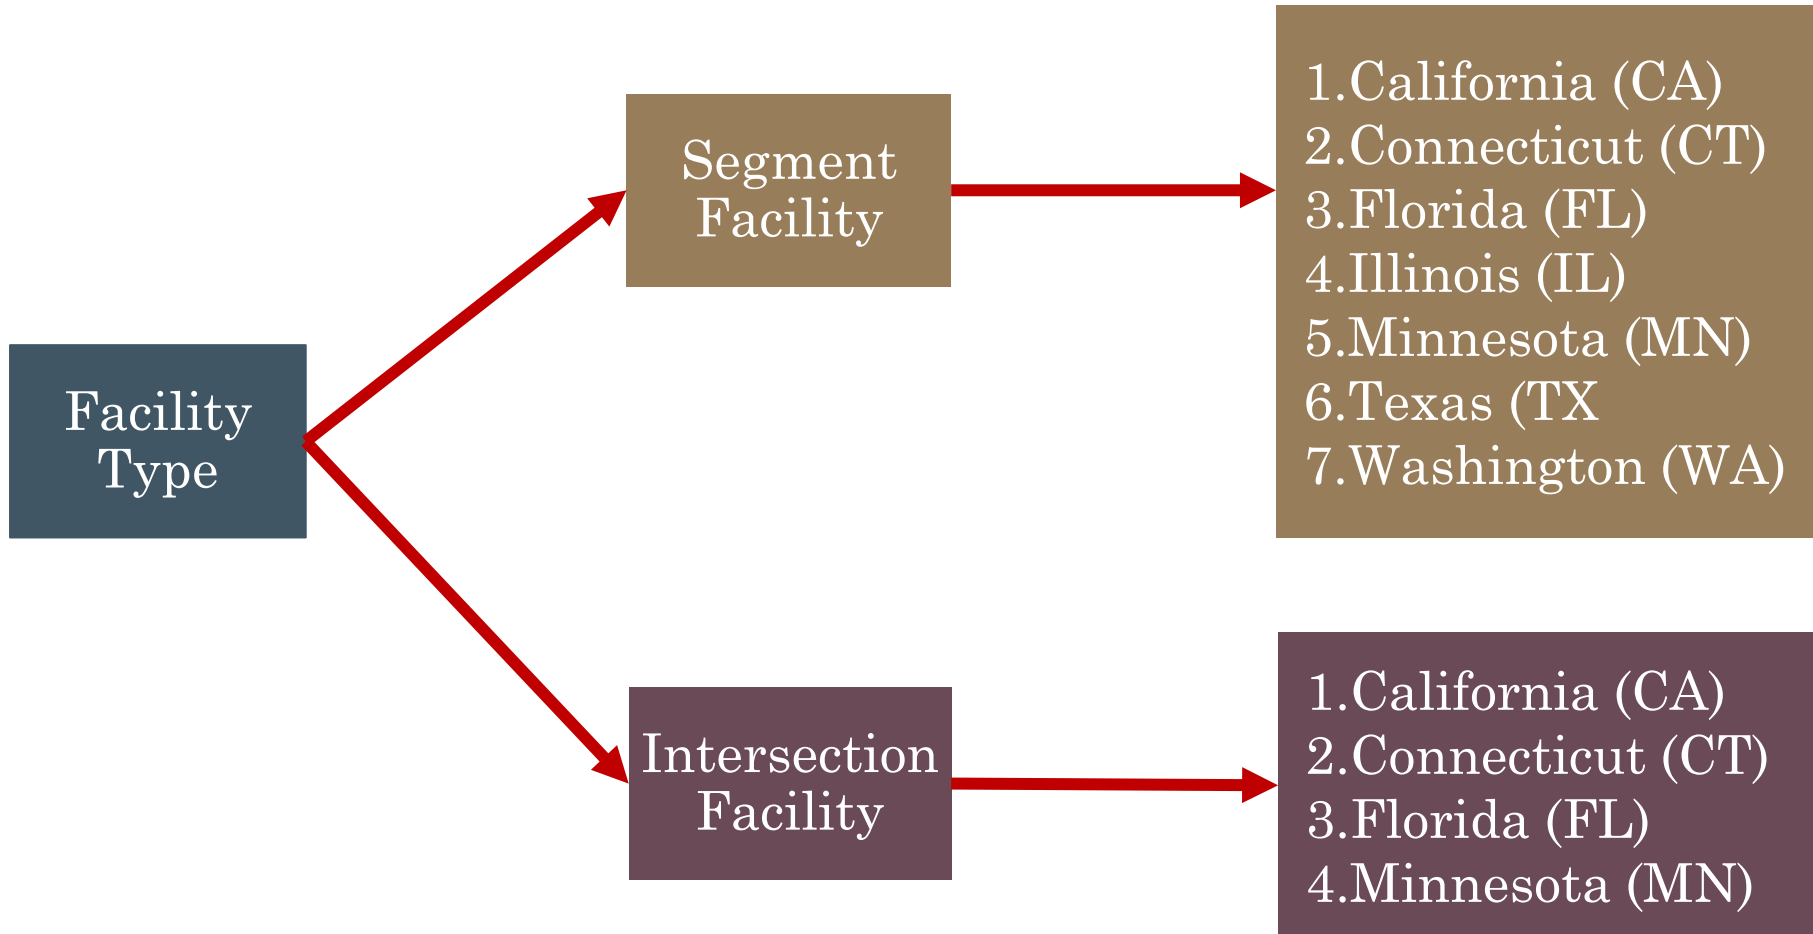 Facility
Type
Segment
Facility
1.California (CA)
2.Connecticut (CT)
3.Florida (FL)
4.Illinois (IL)
5.Minnesota (MN)
6.Texas (TX
7.Washington (WA)
Intersection
Facility
1.California (CA)
2.Connecticut (CT)
3.Florida (FL)
4.Minnesota (MN)